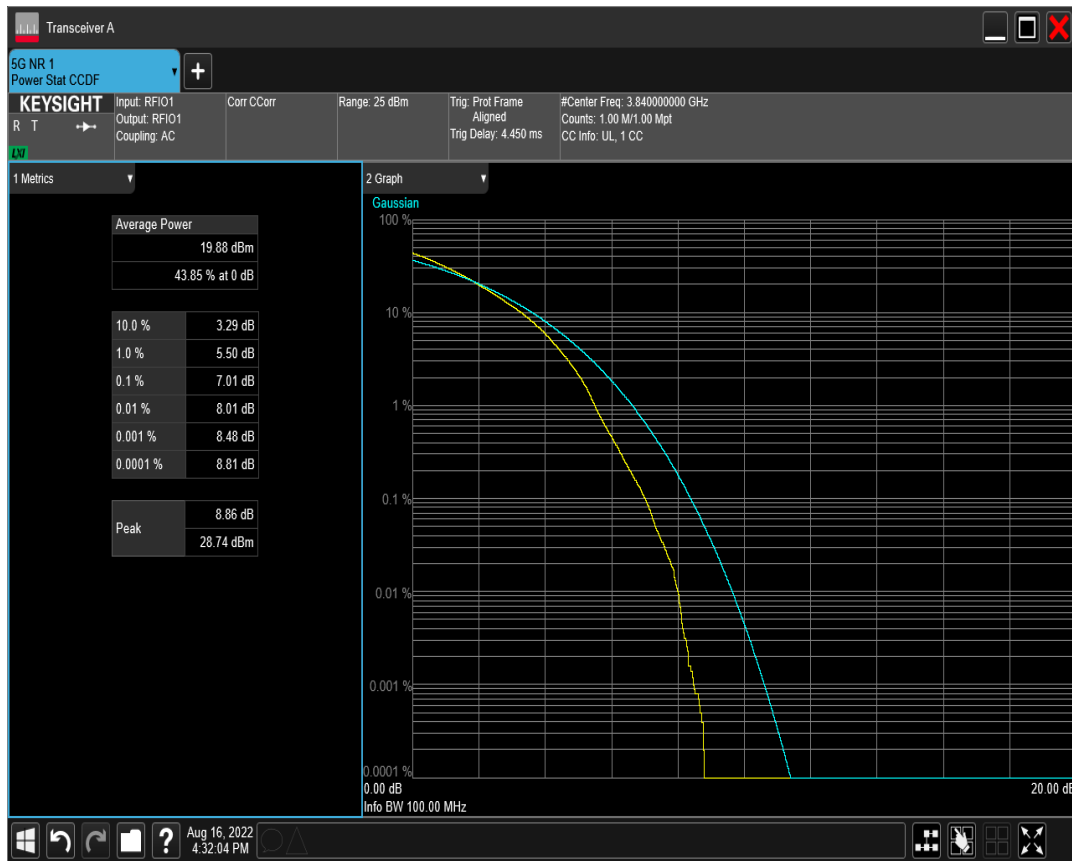 Transceiver A
5G NR 1
Power Stat CCDF
+
KEYSIGHT
R T
LXI
Input: RFIO1
Output: RFIO1
Coupling: AC
Corr CCorr
Range: 25 dBm
Trig: Prot Frame
Aligned
Trig Delay: 4.450 ms
#Center Freq: 3.840000000 GHz
Counts: 1.00 M/1.00 Mpt
CC Info: UL, 1 CC
1 Metrics
Average Power
19.88 dBm
43.85 % at 0 dB
10.0 % 3.29 dB
1.0 % 5.50 dB
0.1 % 7.01 dB
0.01 % 8.01 dB
0.001 % 8.48 dB
0.0001 % 8.81 dB
Peak 8.86 dB
28.74 dBm
2 Graph
Gaussian
100 %
10 %
1 %
0.1 %
0.01 %
0.001 %
0.0001 %
0.00 dB 20.00 dB
Info BW 100.00 MHz
?
Aug 16, 2022
4:32:04 PM